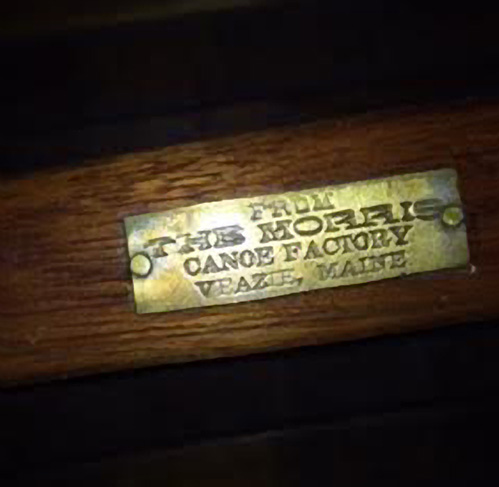 FROM
THE MORRIS
CANOE FACTORY
VEAZIE, MAINE